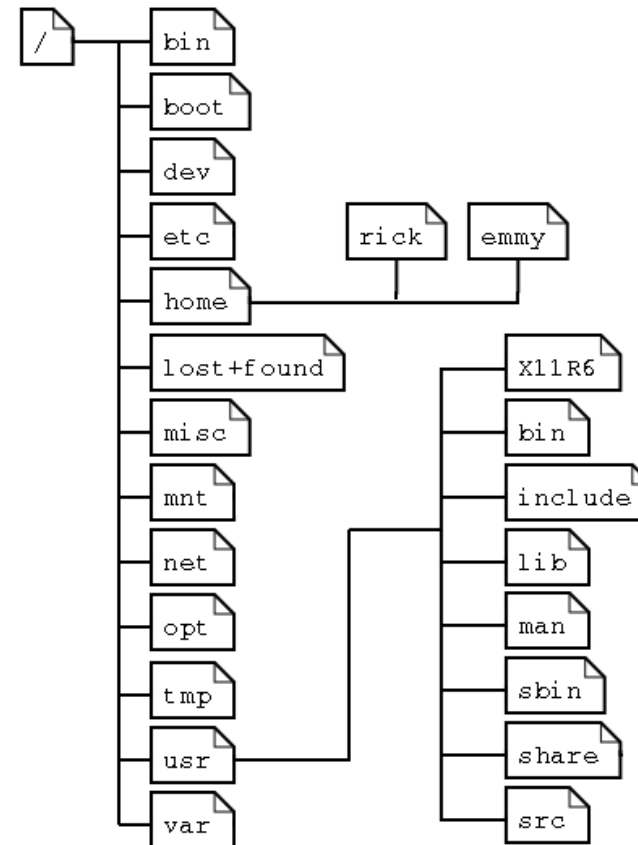 /
bin
boot
dev
etc
home
rick
emmy
lost+found
misc
mnt
net
opt
tmp
usr
var
X11R6
bin
include
lib
man
sbin
share
src